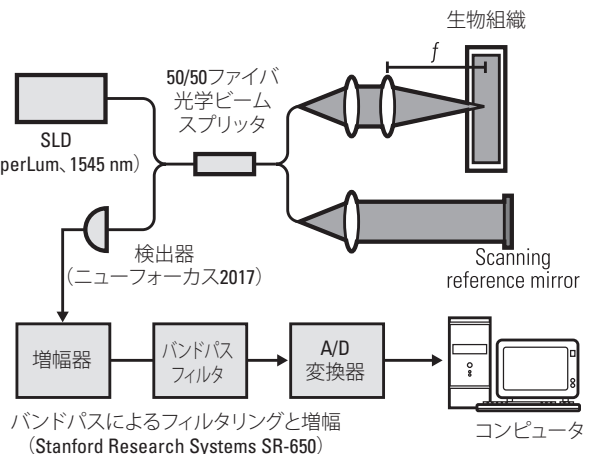 生物組織
f
50/50ファイバ
光学ビーム
スプリッタ
SLD
perLum、1545 nm）
検出器
（ニューフォーカス2017）
Scanning
reference mirror
増幅器
バンドパス
フィルタ
A/D
変換器
コンピュータ
バンドパスによるフィルタリングと増幅
（Stanford Research Systems SR-650）